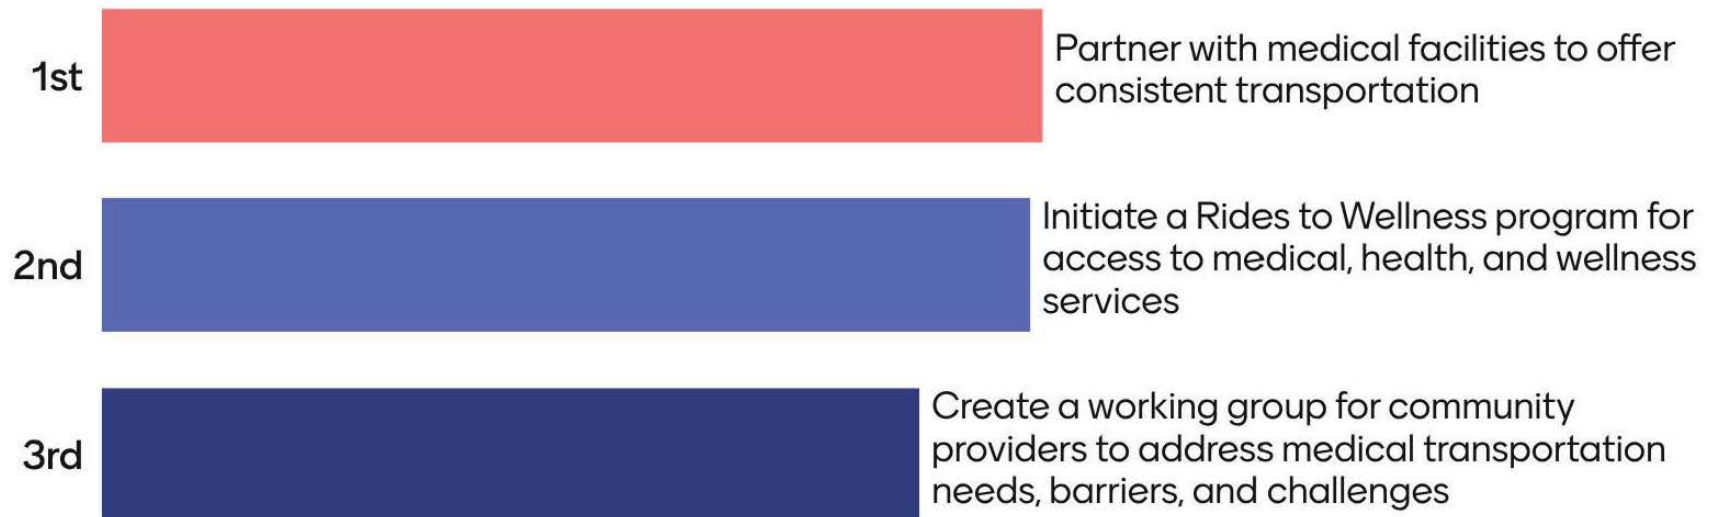 1st
Partner with medical facilities to offer
consistent transportation
2nd
Initiate a Rides to Wellness program for
access to medical, health, and wellness
services
3rd
Create a working group for community
providers to address medical transportation
needs, barriers, and challenges